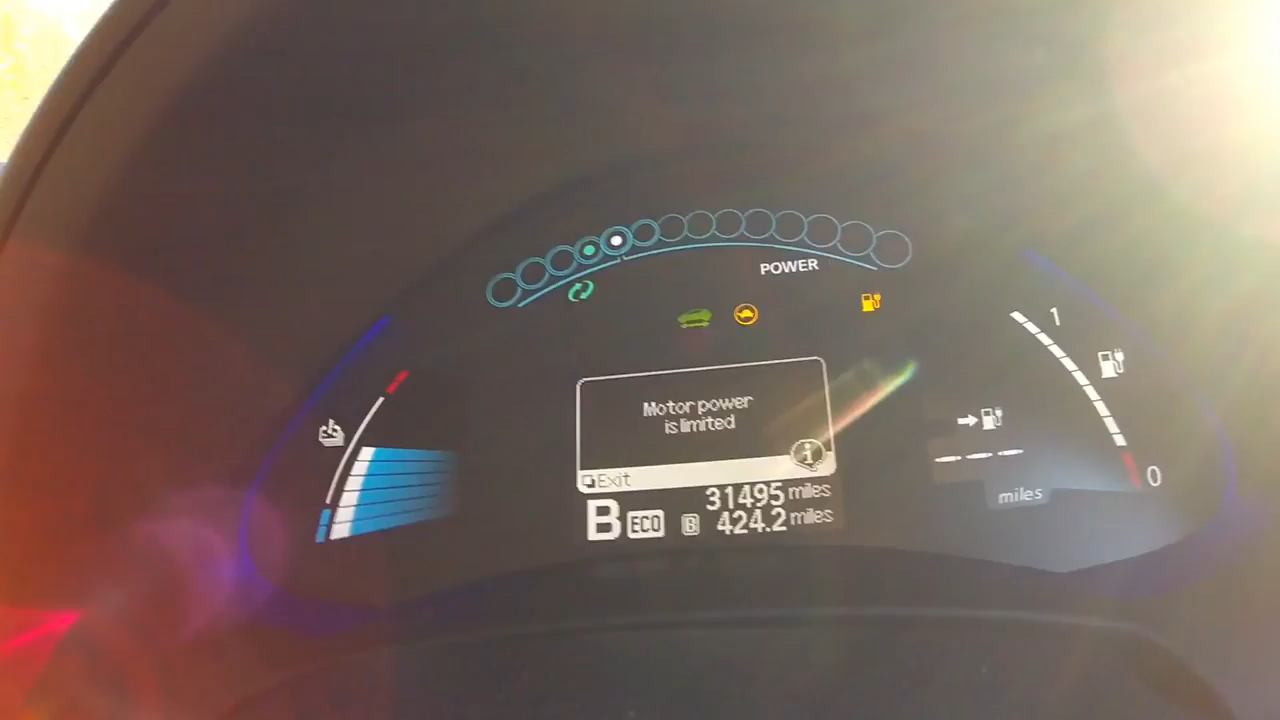 POWER
1
Motor power
is limited
i
Exit
31495 miles
B ECO B 424.2 miles
---
miles
0